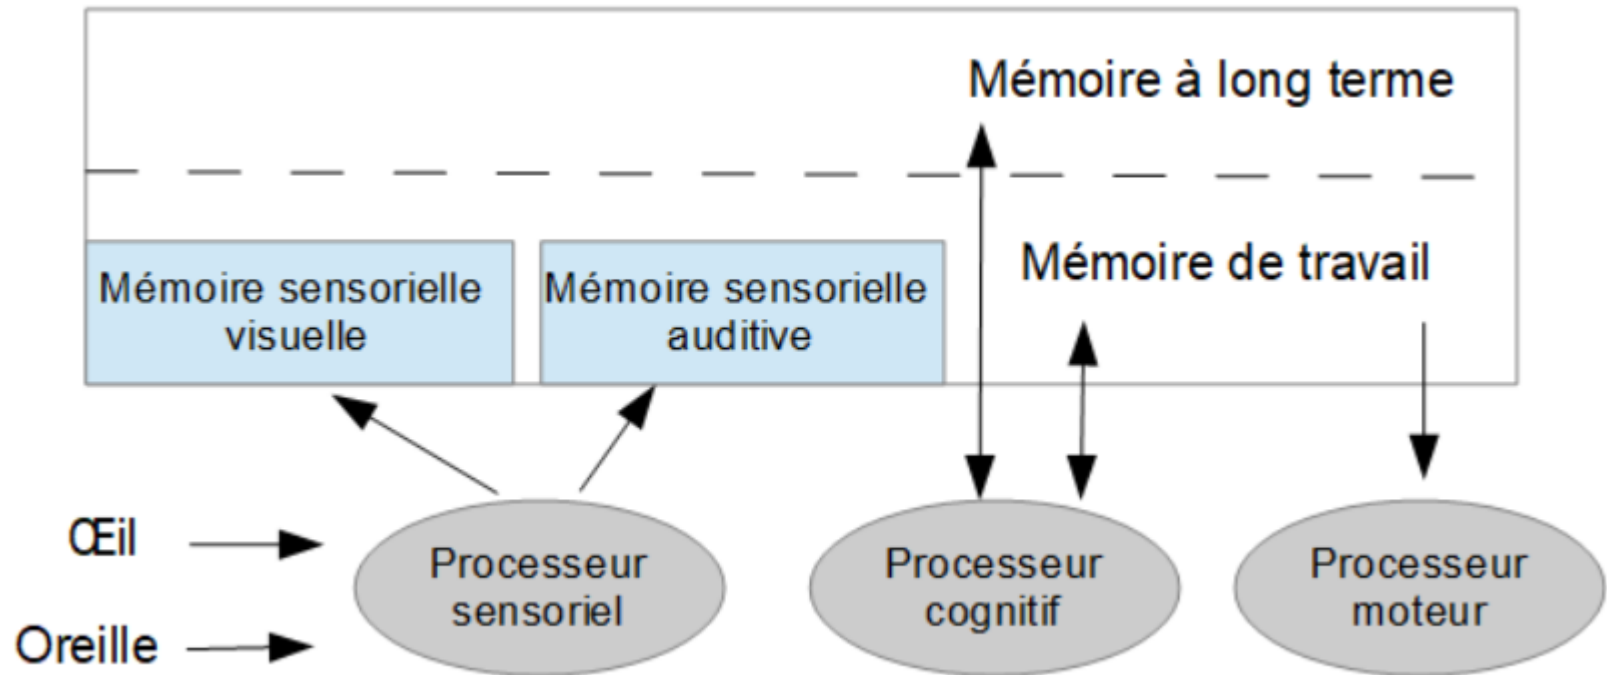 Mémoire à long terme
Mémoire de travail
Mémoire sensorielle
visuelle
Mémoire sensorielle
auditive
Œil
Oreille
Processeur
sensoriel
Processeur
cognitif
Processeur
moteur